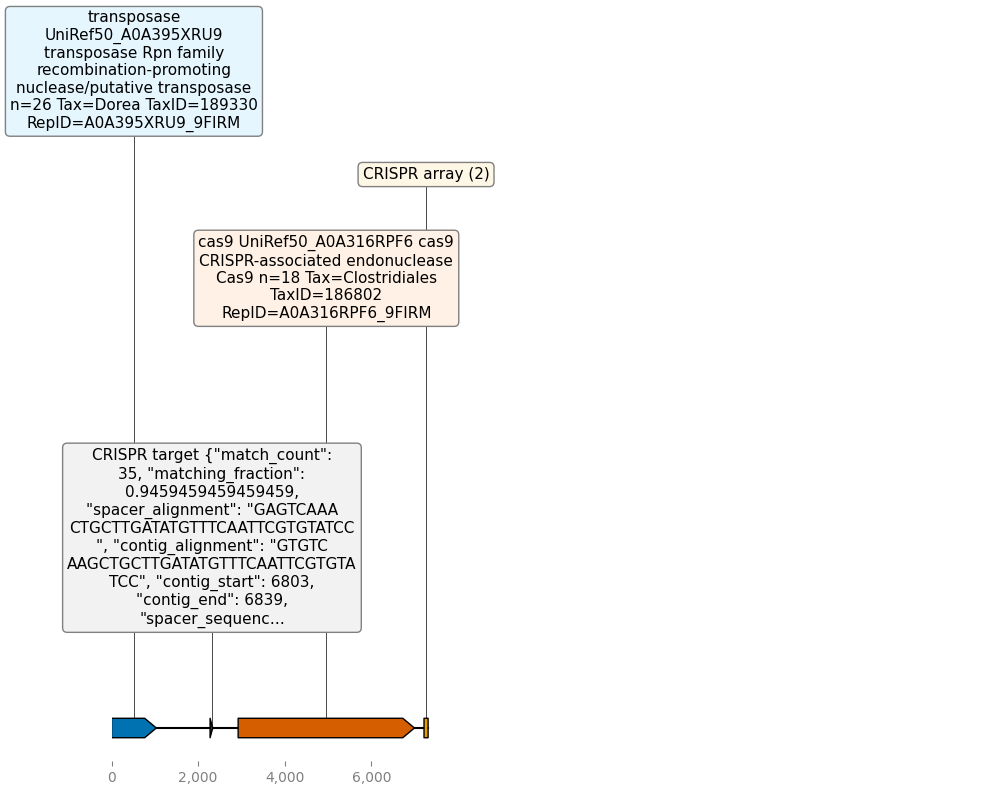 transposase
UniRef50_A0A395XRU9
transposase Rpn family
recombination-promoting
nuclease/putative transposase
n=26 Tax=Dorea TaxID=189330
RepID=A0A395XRU9_9FIRM
CRISPR array (2)
cas9 UniRef50_A0A316RPF6 cas9
CRISPR-associated endonuclease
Cas9 n=18 Tax=Clostridiales
TaxID=186802
RepID=A0A316RPF6_9FIRM
CRISPR target {"match_count":
35, "matching_fraction":
0.9459459459459459,
"spacer_alignment": "GAGTCAAA
CTGCTTGATATGTTTCAATTCGTGTATCC
", "contig_alignment": "GTGTC
AAGCTGCTTGATATGTTTCAATTCGTGTA
TCC", "contig_start": 6803,
"contig_end": 6839,
"spacer_sequenc...
0 2,000 4,000 6,000